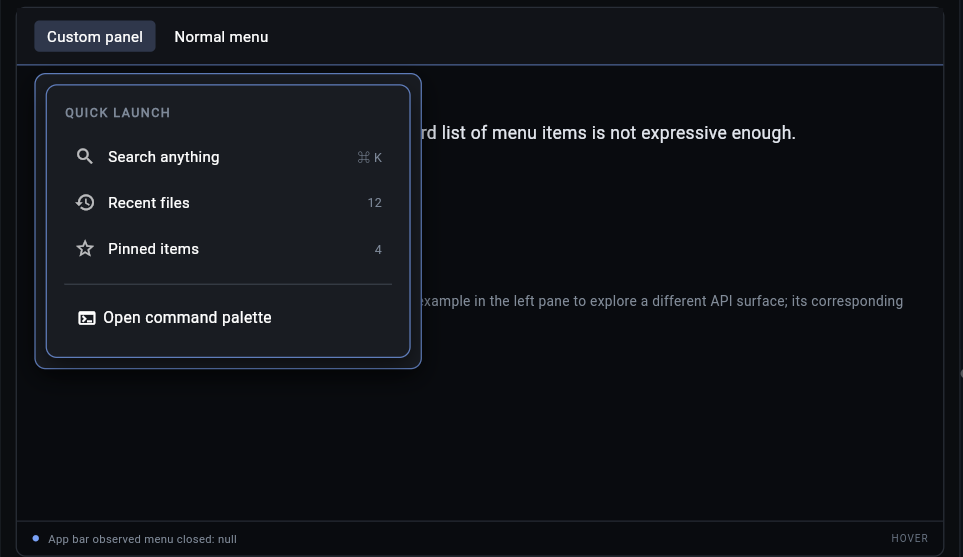 Custom panel Normal menu
QUICK LAUNCH
rd list of menu items is not expressive enough.
Search anything ⌘ K
Recent files 12
Pinned items 4
example in the left pane to explore a different API surface; its corresponding
Open command palette
App bar observed menu closed: null HOVER